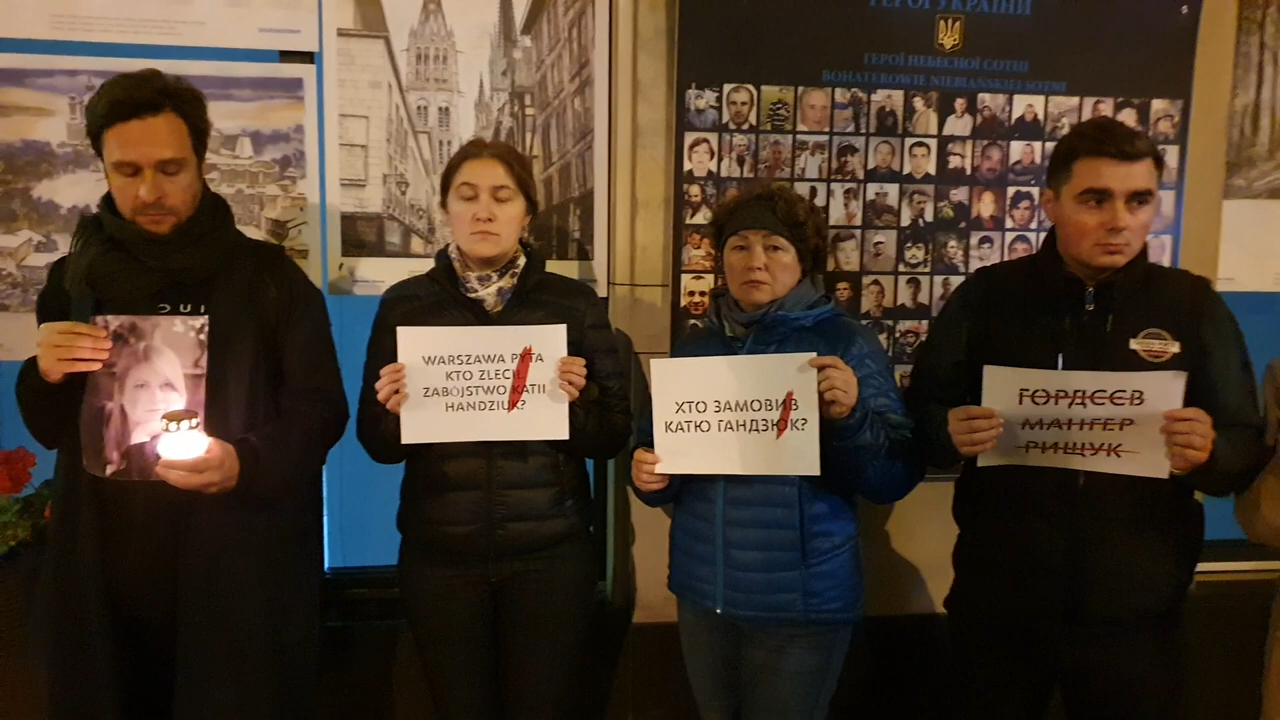 ГЕРОЇ УКРАЇНИ
ГЕРОЇ НЕБЕСНОЇ СОТНІ
BOHATEROWIE NIEBIAŃSKIEJ SOTNI
WARSZAWA PYTA
KTO ZLECIŁ
ZABÓJSTWO KATII
HANDZIUK?
ХТО ЗАМОВИВ
КАТЮ ГАНДЗЮК?
ГОРДЄЄВ
МАНГЕР
РИЩУК